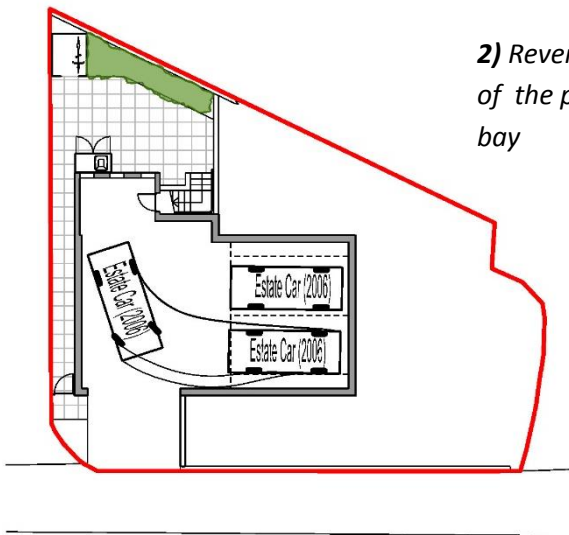 2) Rever
of the p
bay
Estate Car (2006)
Estate Car (2006)
Estate Car (2006)